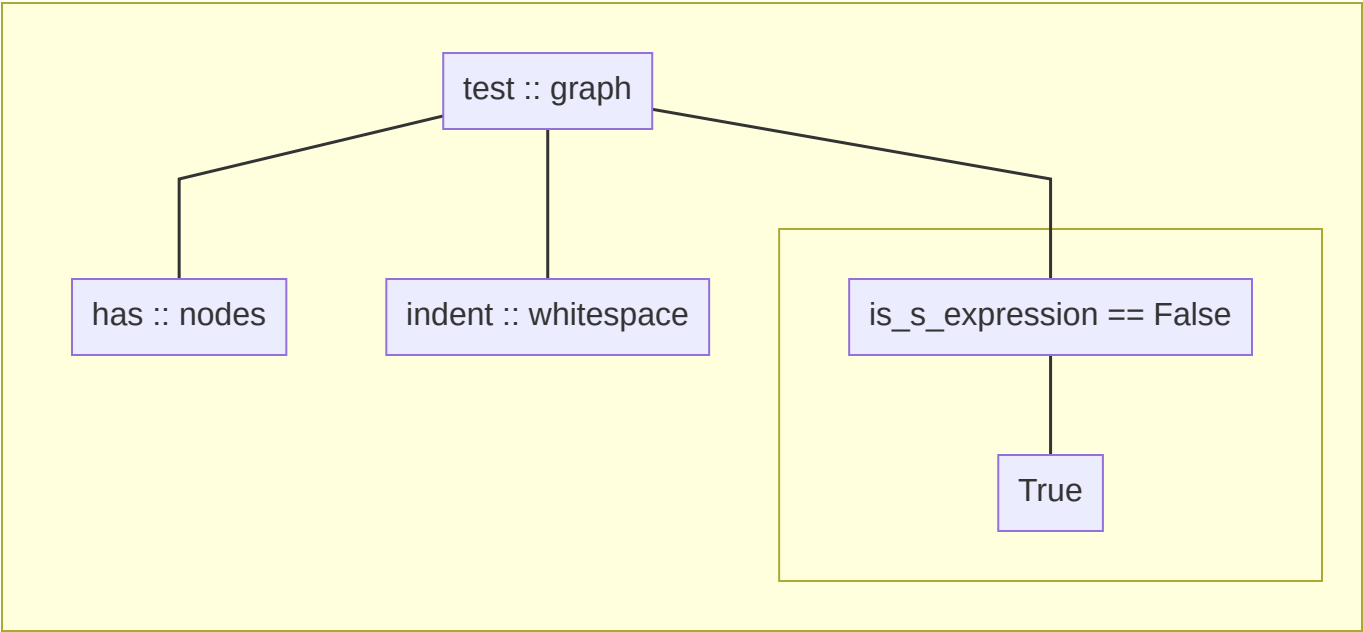 test :: graph
has :: nodes
indent :: whitespace
is_s_expression == False
True